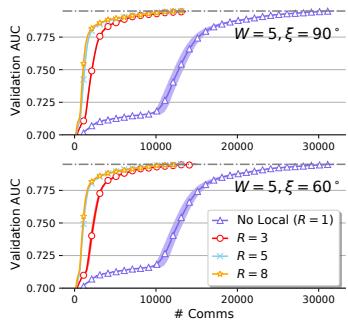 Validation AUC
0.775
0.750
0.725
0.700
W = 5, ξ = 90°
0 10000 20000 30000
Validation AUC
0.775
0.750
0.725
0.700
W = 5, ξ = 60°
No Local (R = 1)
R = 3
R = 5
R = 8
0 10000 20000 30000
# Comms